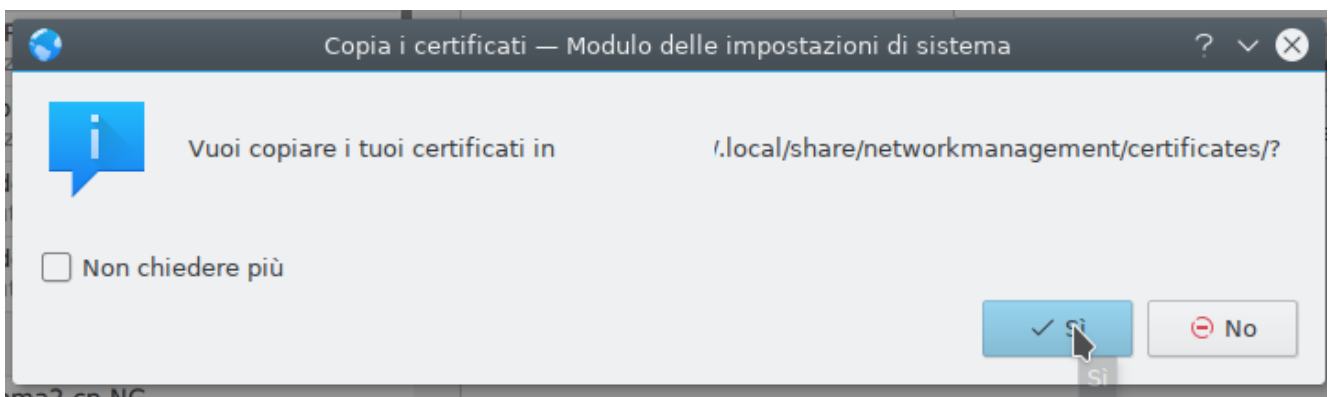 Copia i certificati — Modulo delle impostazioni di sistema
Vuoi copiare i tuoi certificati in /.local/share/networkmanagement/certificates/?
Non chiedere più
Sì
No
Sì